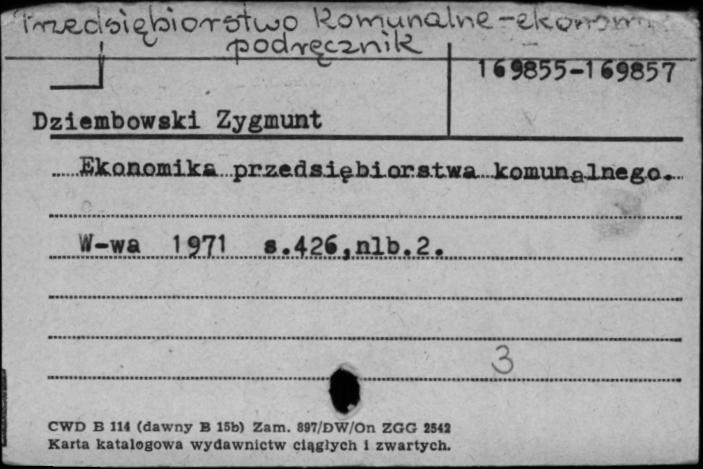 Przedsiębiorstwo Komunalne-ekonom
podręcznik
169855-169857
Dziembowski Zygmunt
Ekonomika przedsiębiorstwa komunalnego.
W-wa 1971 s.426,nlb.2.
3
CWD B 114 (dawny B 15b) Zam. 897/DW/On ZGG 2542
Karta katalogowa wydawnictw ciągłych i zwartych.